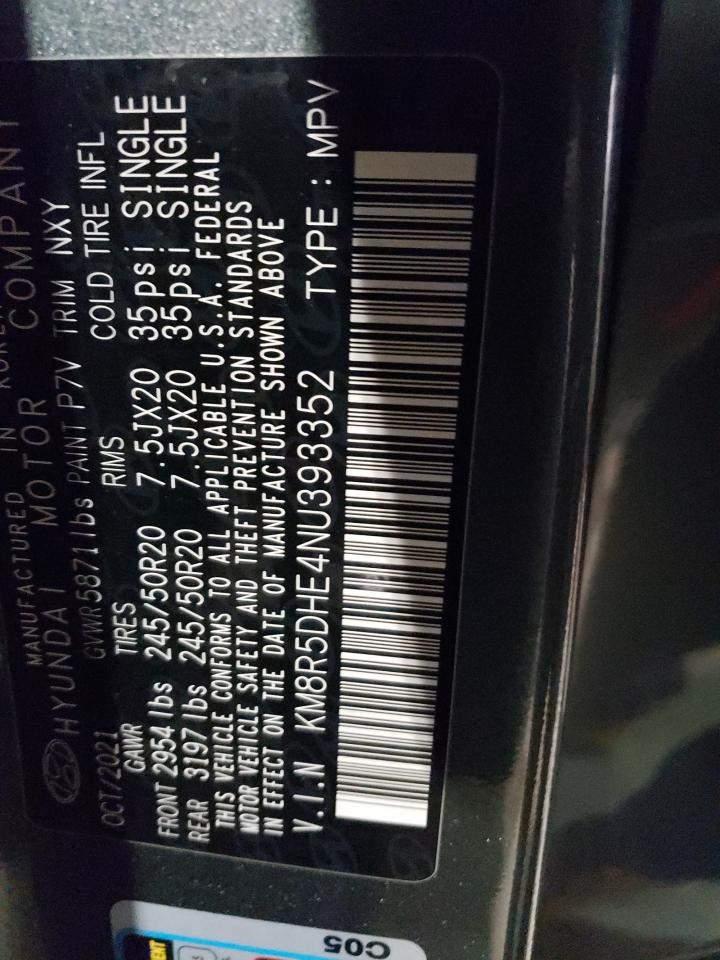 MANUFACTURED IN KOREA
HYUNDAI MOTOR COMPANY
OCT/2021 GVWR 5871 lbs PAINT P7V TRIM NXY
GAWR TIRES RIMS COLD TIRE INFL
FRONT 2954 lbs 245/50R20 7.5JX20 35psi SINGLE
REAR 3197 lbs 245/50R20 7.5JX20 35psi SINGLE
THIS VEHICLE CONFORMS TO ALL APPLICABLE U.S.A. FEDERAL
MOTOR VEHICLE SAFETY AND THEFT PREVENTION STANDARDS
IN EFFECT ON THE DATE OF MANUFACTURE SHOWN ABOVE
V.I.N KM8R5DHE4NU393352 TYPE : MPV
C05